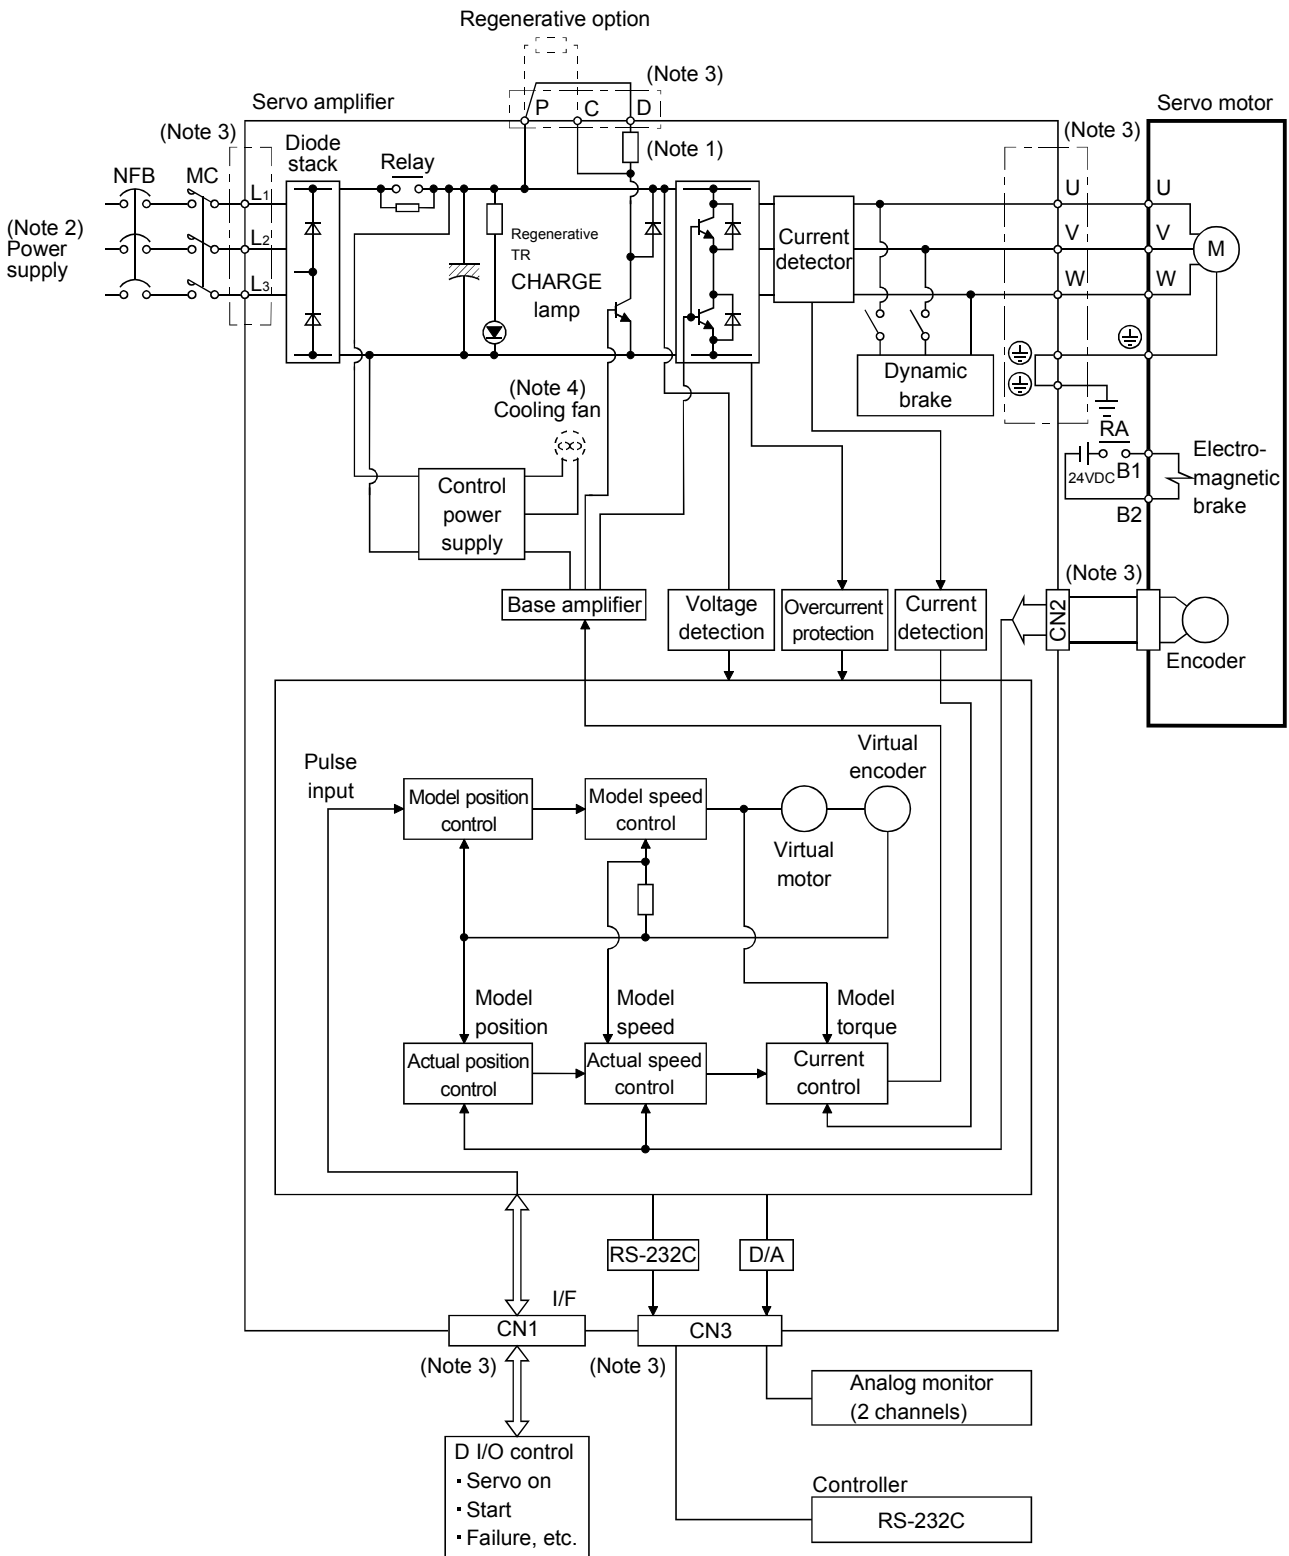 Regenerative option
(Note 3)
Servo amplifier
P C D
Servo motor
(Note 3)
(Note 3)
Diode
stack
Relay
(Note 1)
NFB MC
L1
U U
(Note 2)
Power
supply
L2
L3
Regenerative
TR
CHARGE
lamp
Current
detector
V V
M
W W
Dynamic
brake
(Note 4)
Cooling fan
RA
24VDC B1
B2
Electro-
magnetic
brake
Control
power
supply
(Note 3)
Base amplifier
Voltage
detection
Overcurrent
protection
Current
detection
CN2
Encoder
Pulse
input
Virtual
encoder
Model position
control
Model speed
control
Virtual
motor
Model
position
Model
speed
Model
torque
Actual position
control
Actual speed
control
Current
control
RS-232C
D/A
I/F
CN1
CN3
(Note 3)
(Note 3)
Analog monitor
(2 channels)
D I/O control
· Servo on
· Start
· Failure, etc.
Controller
RS-232C